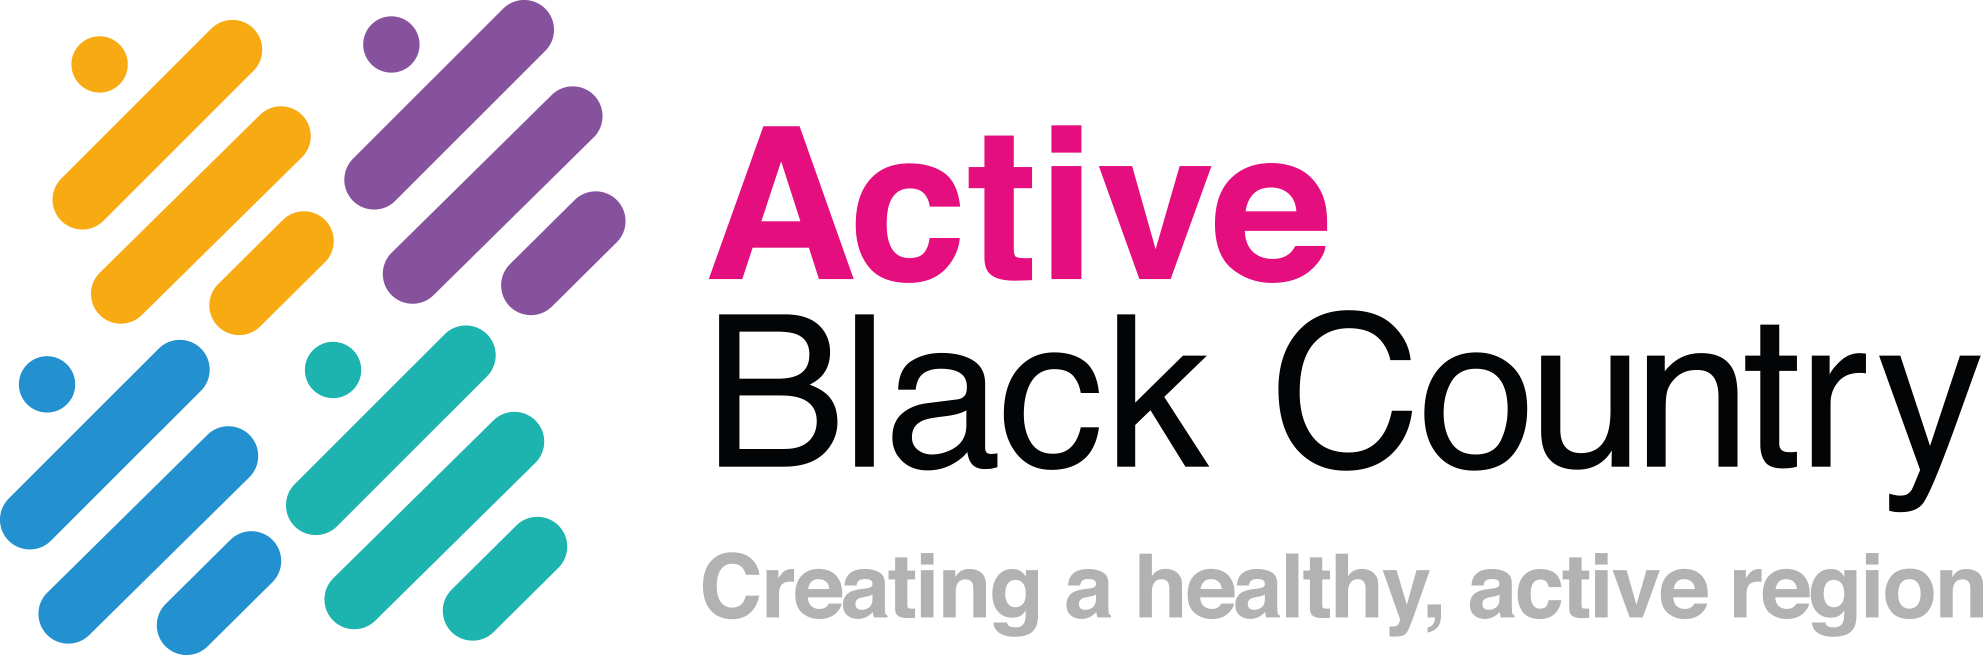 Active
Black Country
Creating a healthy, active region